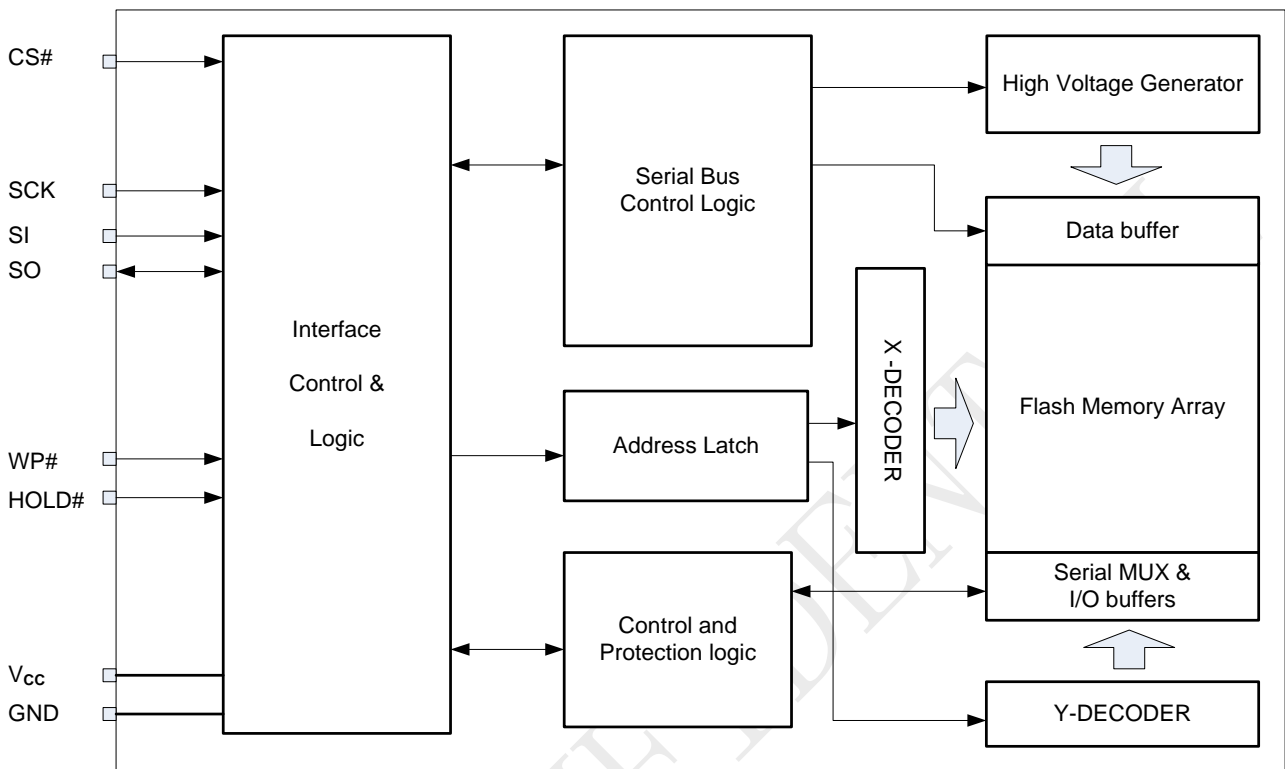 CS#
SCK
SI
SO
WP#
HOLD#
Vcc
GND
Interface
Control &
Logic
Serial Bus
Control Logic
Address Latch
Control and
Protection logic
X -DECODER
High Voltage Generator
Data buffer
Flash Memory Array
Serial MUX &
I/O buffers
Y-DECODER